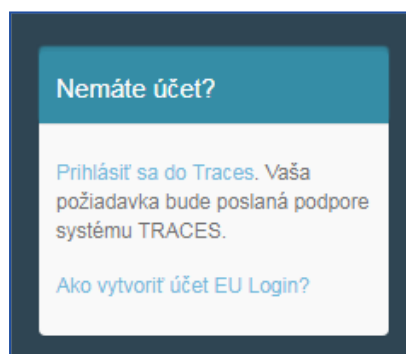 Nemáte účet?
Prihlásiť sa do Traces. Vaša
požiadavka bude poslaná podpore
systému TRACES.
Ako vytvoriť účet EU Login?